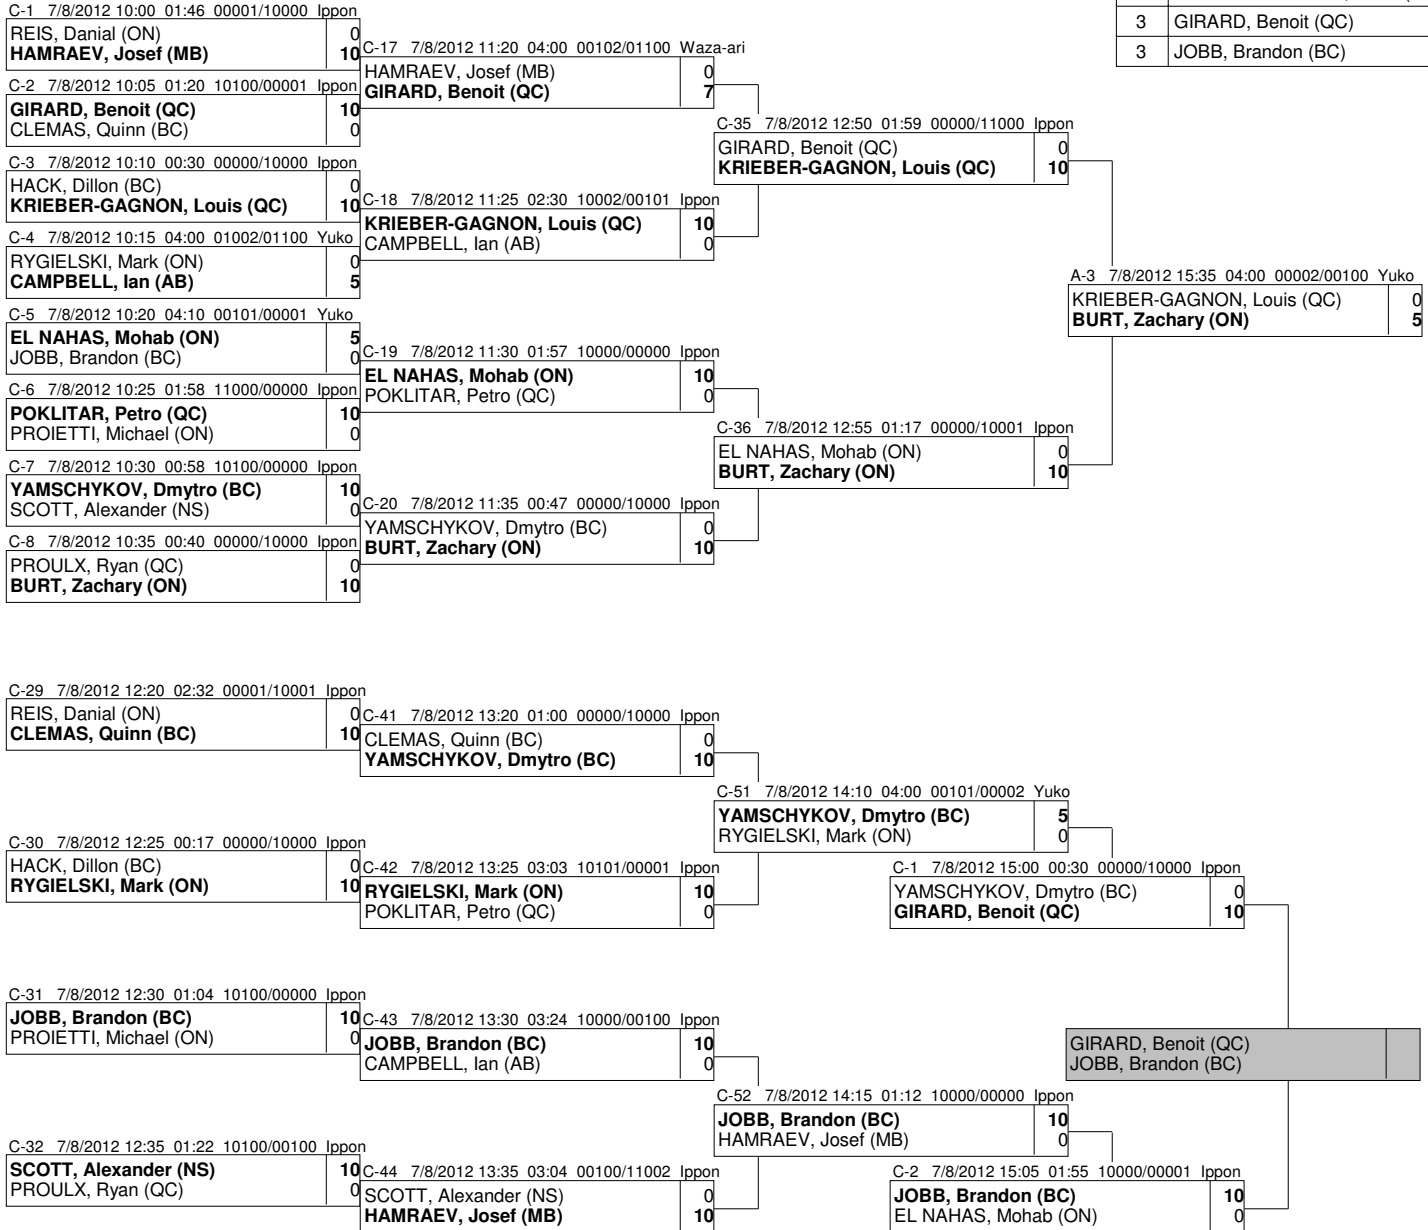 3 GIRARD, Benoit (QC)
3 JOBB, Brandon (BC)
C-1 7/8/2012 10:00 01:46 00001/10000 Ippon
REIS, Danial (ON) 0
HAMRAEV, Josef (MB) 10
C-2 7/8/2012 10:05 01:20 10100/00001 Ippon
GIRARD, Benoit (QC) 10
CLEMAS, Quinn (BC) 0
C-3 7/8/2012 10:10 00:30 00000/10000 Ippon
HACK, Dillon (BC) 0
KRIEBER-GAGNON, Louis (QC) 10
C-4 7/8/2012 10:15 04:00 01002/01100 Yuko
RYGIELSKI, Mark (ON) 0
CAMPBELL, Ian (AB) 5
C-5 7/8/2012 10:20 04:10 00101/00001 Yuko
EL NAHAS, Mohab (ON) 5
JOBB, Brandon (BC) 0
C-6 7/8/2012 10:25 01:58 11000/00000 Ippon
POKLITAR, Petro (QC) 10
PROIETTI, Michael (ON) 0
C-7 7/8/2012 10:30 00:58 10100/00000 Ippon
YAMSCHYKOV, Dmytro (BC) 10
SCOTT, Alexander (NS) 0
C-8 7/8/2012 10:35 00:40 00000/10000 Ippon
PROULX, Ryan (QC) 0
BURT, Zachary (ON) 10
C-17 7/8/2012 11:20 04:00 00102/01100 Waza-ari
HAMRAEV, Josef (MB) 0
GIRARD, Benoit (QC) 7
C-18 7/8/2012 11:25 02:30 10002/00101 Ippon
KRIEBER-GAGNON, Louis (QC) 10
CAMPBELL, Ian (AB) 0
C-19 7/8/2012 11:30 01:57 10000/00000 Ippon
EL NAHAS, Mohab (ON) 10
POKLITAR, Petro (QC) 0
C-20 7/8/2012 11:35 00:47 00000/10000 Ippon
YAMSCHYKOV, Dmytro (BC) 0
BURT, Zachary (ON) 10
C-35 7/8/2012 12:50 01:59 00000/11000 Ippon
GIRARD, Benoit (QC) 0
KRIEBER-GAGNON, Louis (QC) 10
C-36 7/8/2012 12:55 01:17 00000/10001 Ippon
EL NAHAS, Mohab (ON) 0
BURT, Zachary (ON) 10
A-3 7/8/2012 15:35 04:00 00002/00100 Yuko
KRIEBER-GAGNON, Louis (QC) 0
BURT, Zachary (ON) 5
C-29 7/8/2012 12:20 02:32 00001/10001 Ippon
REIS, Danial (ON) 0
CLEMAS, Quinn (BC) 10
C-30 7/8/2012 12:25 00:17 00000/10000 Ippon
HACK, Dillon (BC) 0
RYGIELSKI, Mark (ON) 10
C-31 7/8/2012 12:30 01:04 10100/00000 Ippon
JOBB, Brandon (BC) 10
PROIETTI, Michael (ON) 0
C-32 7/8/2012 12:35 01:22 10100/00100 Ippon
SCOTT, Alexander (NS) 10
PROULX, Ryan (QC) 0
C-41 7/8/2012 13:20 01:00 00000/10000 Ippon
CLEMAS, Quinn (BC) 0
YAMSCHYKOV, Dmytro (BC) 10
C-42 7/8/2012 13:25 03:03 10101/00001 Ippon
RYGIELSKI, Mark (ON) 10
POKLITAR, Petro (QC) 0
C-43 7/8/2012 13:30 03:24 10000/00100 Ippon
JOBB, Brandon (BC) 10
CAMPBELL, Ian (AB) 0
C-44 7/8/2012 13:35 03:04 00100/11002 Ippon
SCOTT, Alexander (NS) 0
HAMRAEV, Josef (MB) 10
C-51 7/8/2012 14:10 04:00 00101/00002 Yuko
YAMSCHYKOV, Dmytro (BC) 5
RYGIELSKI, Mark (ON) 0
C-52 7/8/2012 14:15 01:12 10000/00000 Ippon
JOBB, Brandon (BC) 10
HAMRAEV, Josef (MB) 0
C-1 7/8/2012 15:00 00:30 00000/10000 Ippon
YAMSCHYKOV, Dmytro (BC) 0
GIRARD, Benoit (QC) 10
C-2 7/8/2012 15:05 01:55 10000/00001 Ippon
JOBB, Brandon (BC) 10
EL NAHAS, Mohab (ON) 0
GIRARD, Benoit (QC)
JOBB, Brandon (BC)